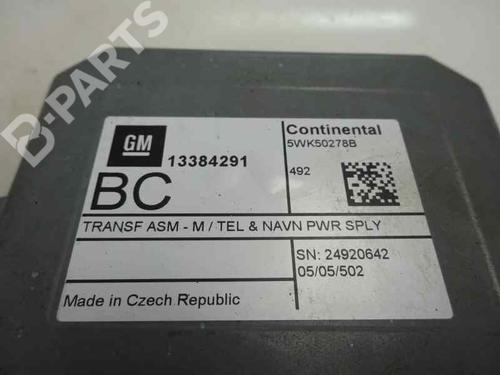 B-PARTS
GM
13384291
Continental
5WK50278B
492
BC
TRANSF ASM - M / TEL & NAVN PWR SPLY
SN: 24920642
05/05/502
Made in Czech Republic
B-PARTS